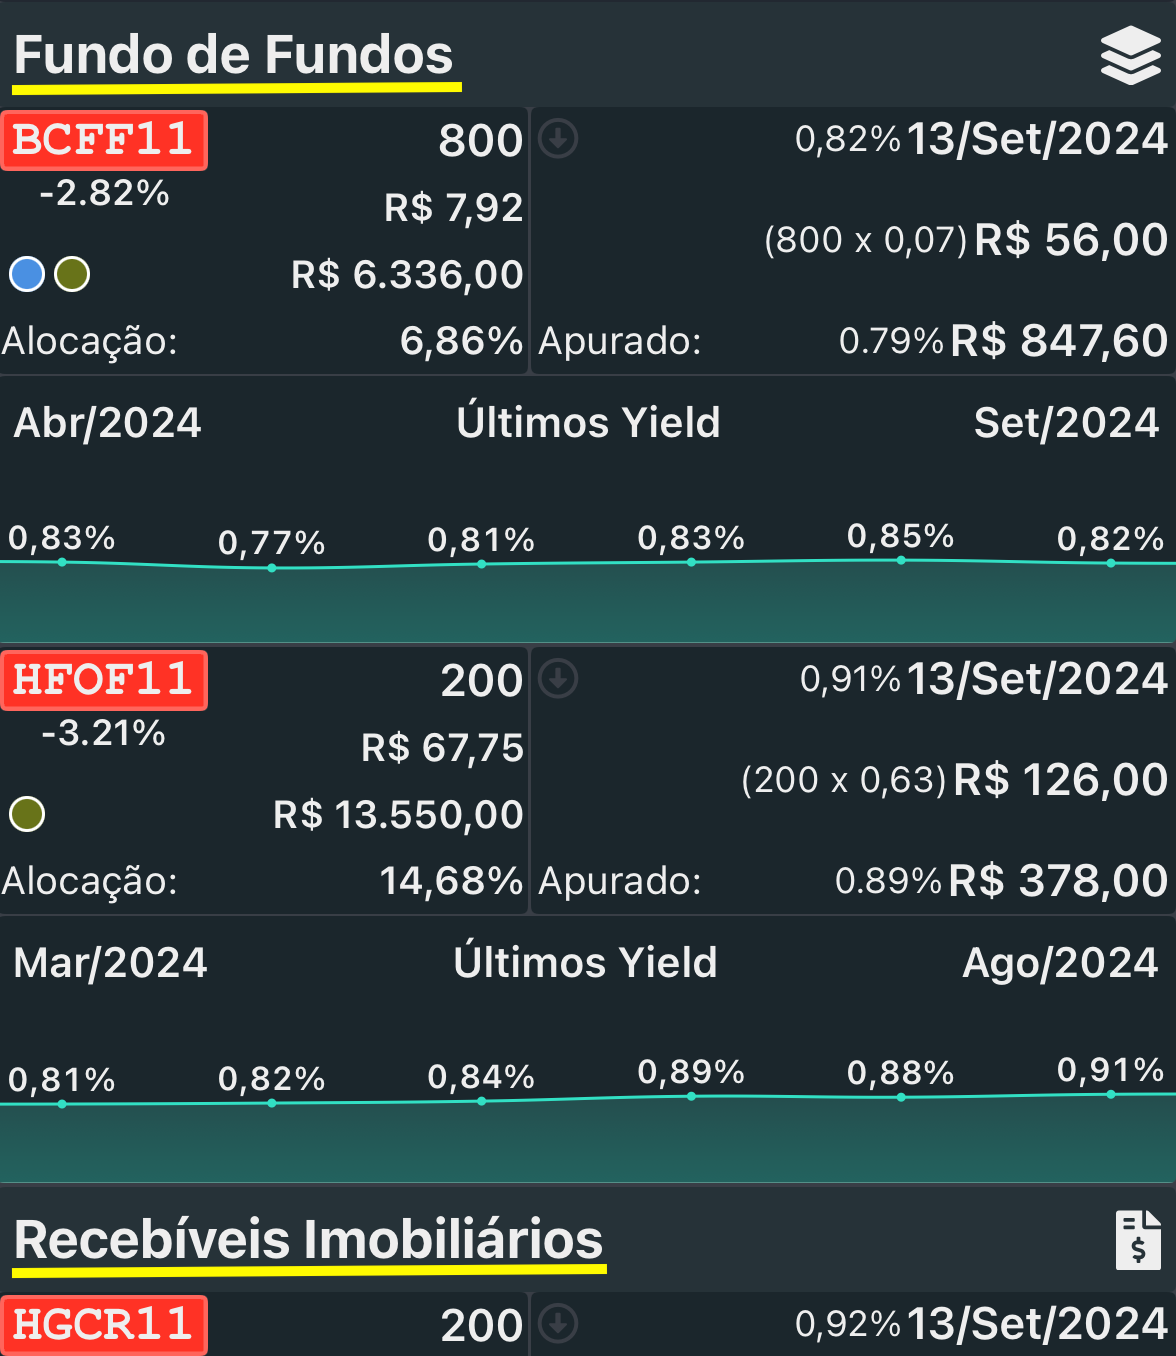 Fundo de Fundos
BCFF11 800 0,82% 13/Set/2024
-2.82% R$ 7,92 (800 x 0,07) R$ 56,00
R$ 6.336,00
Alocação: 6,86% Apurado: 0.79% R$ 847,60
Abr/2024 Últimos Yield Set/2024
0,83% 0,77% 0,81% 0,83% 0,85% 0,82%
HFOF11 200 0,91% 13/Set/2024
-3.21% R$ 67,75 (200 x 0,63) R$ 126,00
R$ 13.550,00
Alocação: 14,68% Apurado: 0.89% R$ 378,00
Mar/2024 Últimos Yield Ago/2024
0,81% 0,82% 0,84% 0,89% 0,88% 0,91%
Recebíveis Imobiliários
HGCR11 200 0,92% 13/Set/2024